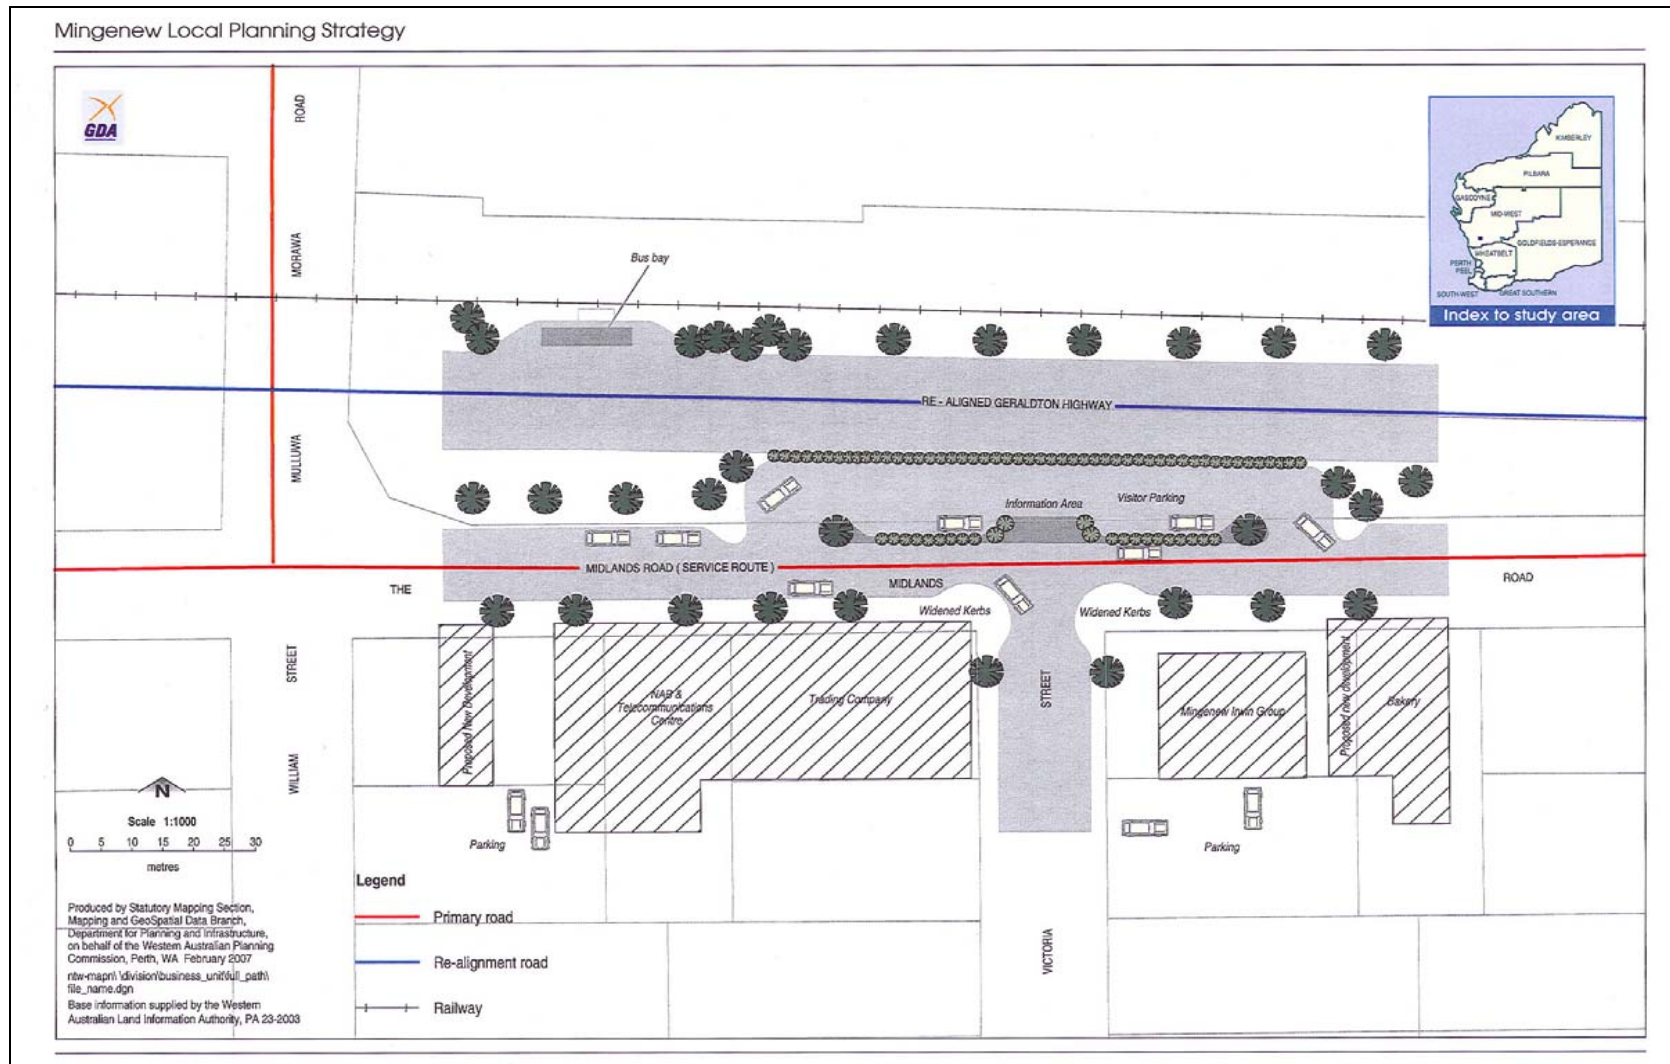 Mingenew Local Planning Strategy
GDA
ROAD
MORAWA
MULLUWA
KIMBERLEY
PILBARA
GASCOYNE
MID-WEST
GOLDFIELDS-ESPERANCE
WHEATBELT
PERTH
PEEL
SOUTH-WEST
GREAT SOUTHERN
Index to study area
Bus bay
RE - ALIGNED GERALDTON HIGHWAY
Information Area
Visitor Parking
MIDLANDS ROAD ( SERVICE ROUTE )
THE
MIDLANDS
ROAD
Widened Kerbs
Widened Kerbs
STREET
WILLIAM
Proposed New Development
NAB &
Telecommunications
Centre
Trading Company
STREET
VICTORIA
Mingenew Irwin Group
Proposed new development
Bakery
Parking
Parking
N
Scale 1:1000
0 5 10 15 20 25 30
metres
Produced by Statutory Mapping Section,
Mapping and GeoSpatial Data Branch,
Department for Planning and Infrastructure,
on behalf of the Western Australian Planning
Commission, Perth, WA February 2007
ntw-mapn\ \division\business_unit\full_path\
file_name.dgn
Base information supplied by the Western
Australian Land Information Authority, PA 23-2003
Legend
Primary road
Re-alignment road
Railway